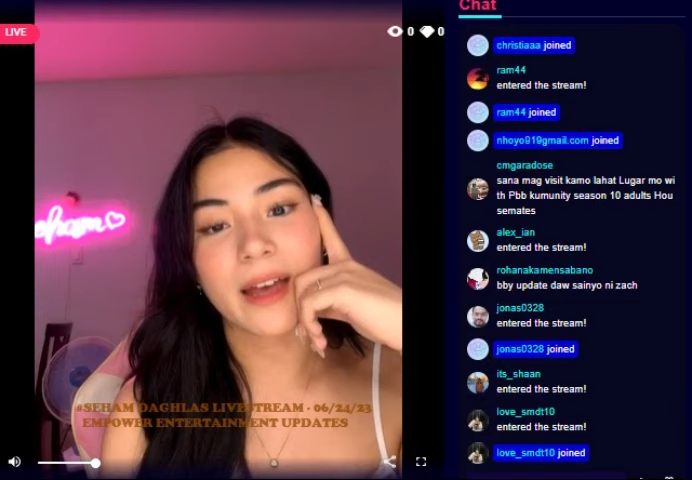 Chat
LIVE
0 0
christiaaa joined
ram44
entered the stream!
ram44 joined
nhoyo919gmail.com joined
cmgaradose
sana mag visit kamo lahat Lugar mo wi
th Pbb kumunity season 10 adults Hou
semates
alex_ian
entered the stream!
rohanakamensabano
bby update daw sainyo ni zach
jonas0328
entered the stream!
jonas0328 joined
its_shaan
entered the stream!
love_smdt10
entered the stream!
love_smdt10 joined
eham
#SEHAM DAGHLAS LIVESTREAM - 06/24/23
EMPOWER ENTERTAINMENT UPDATES